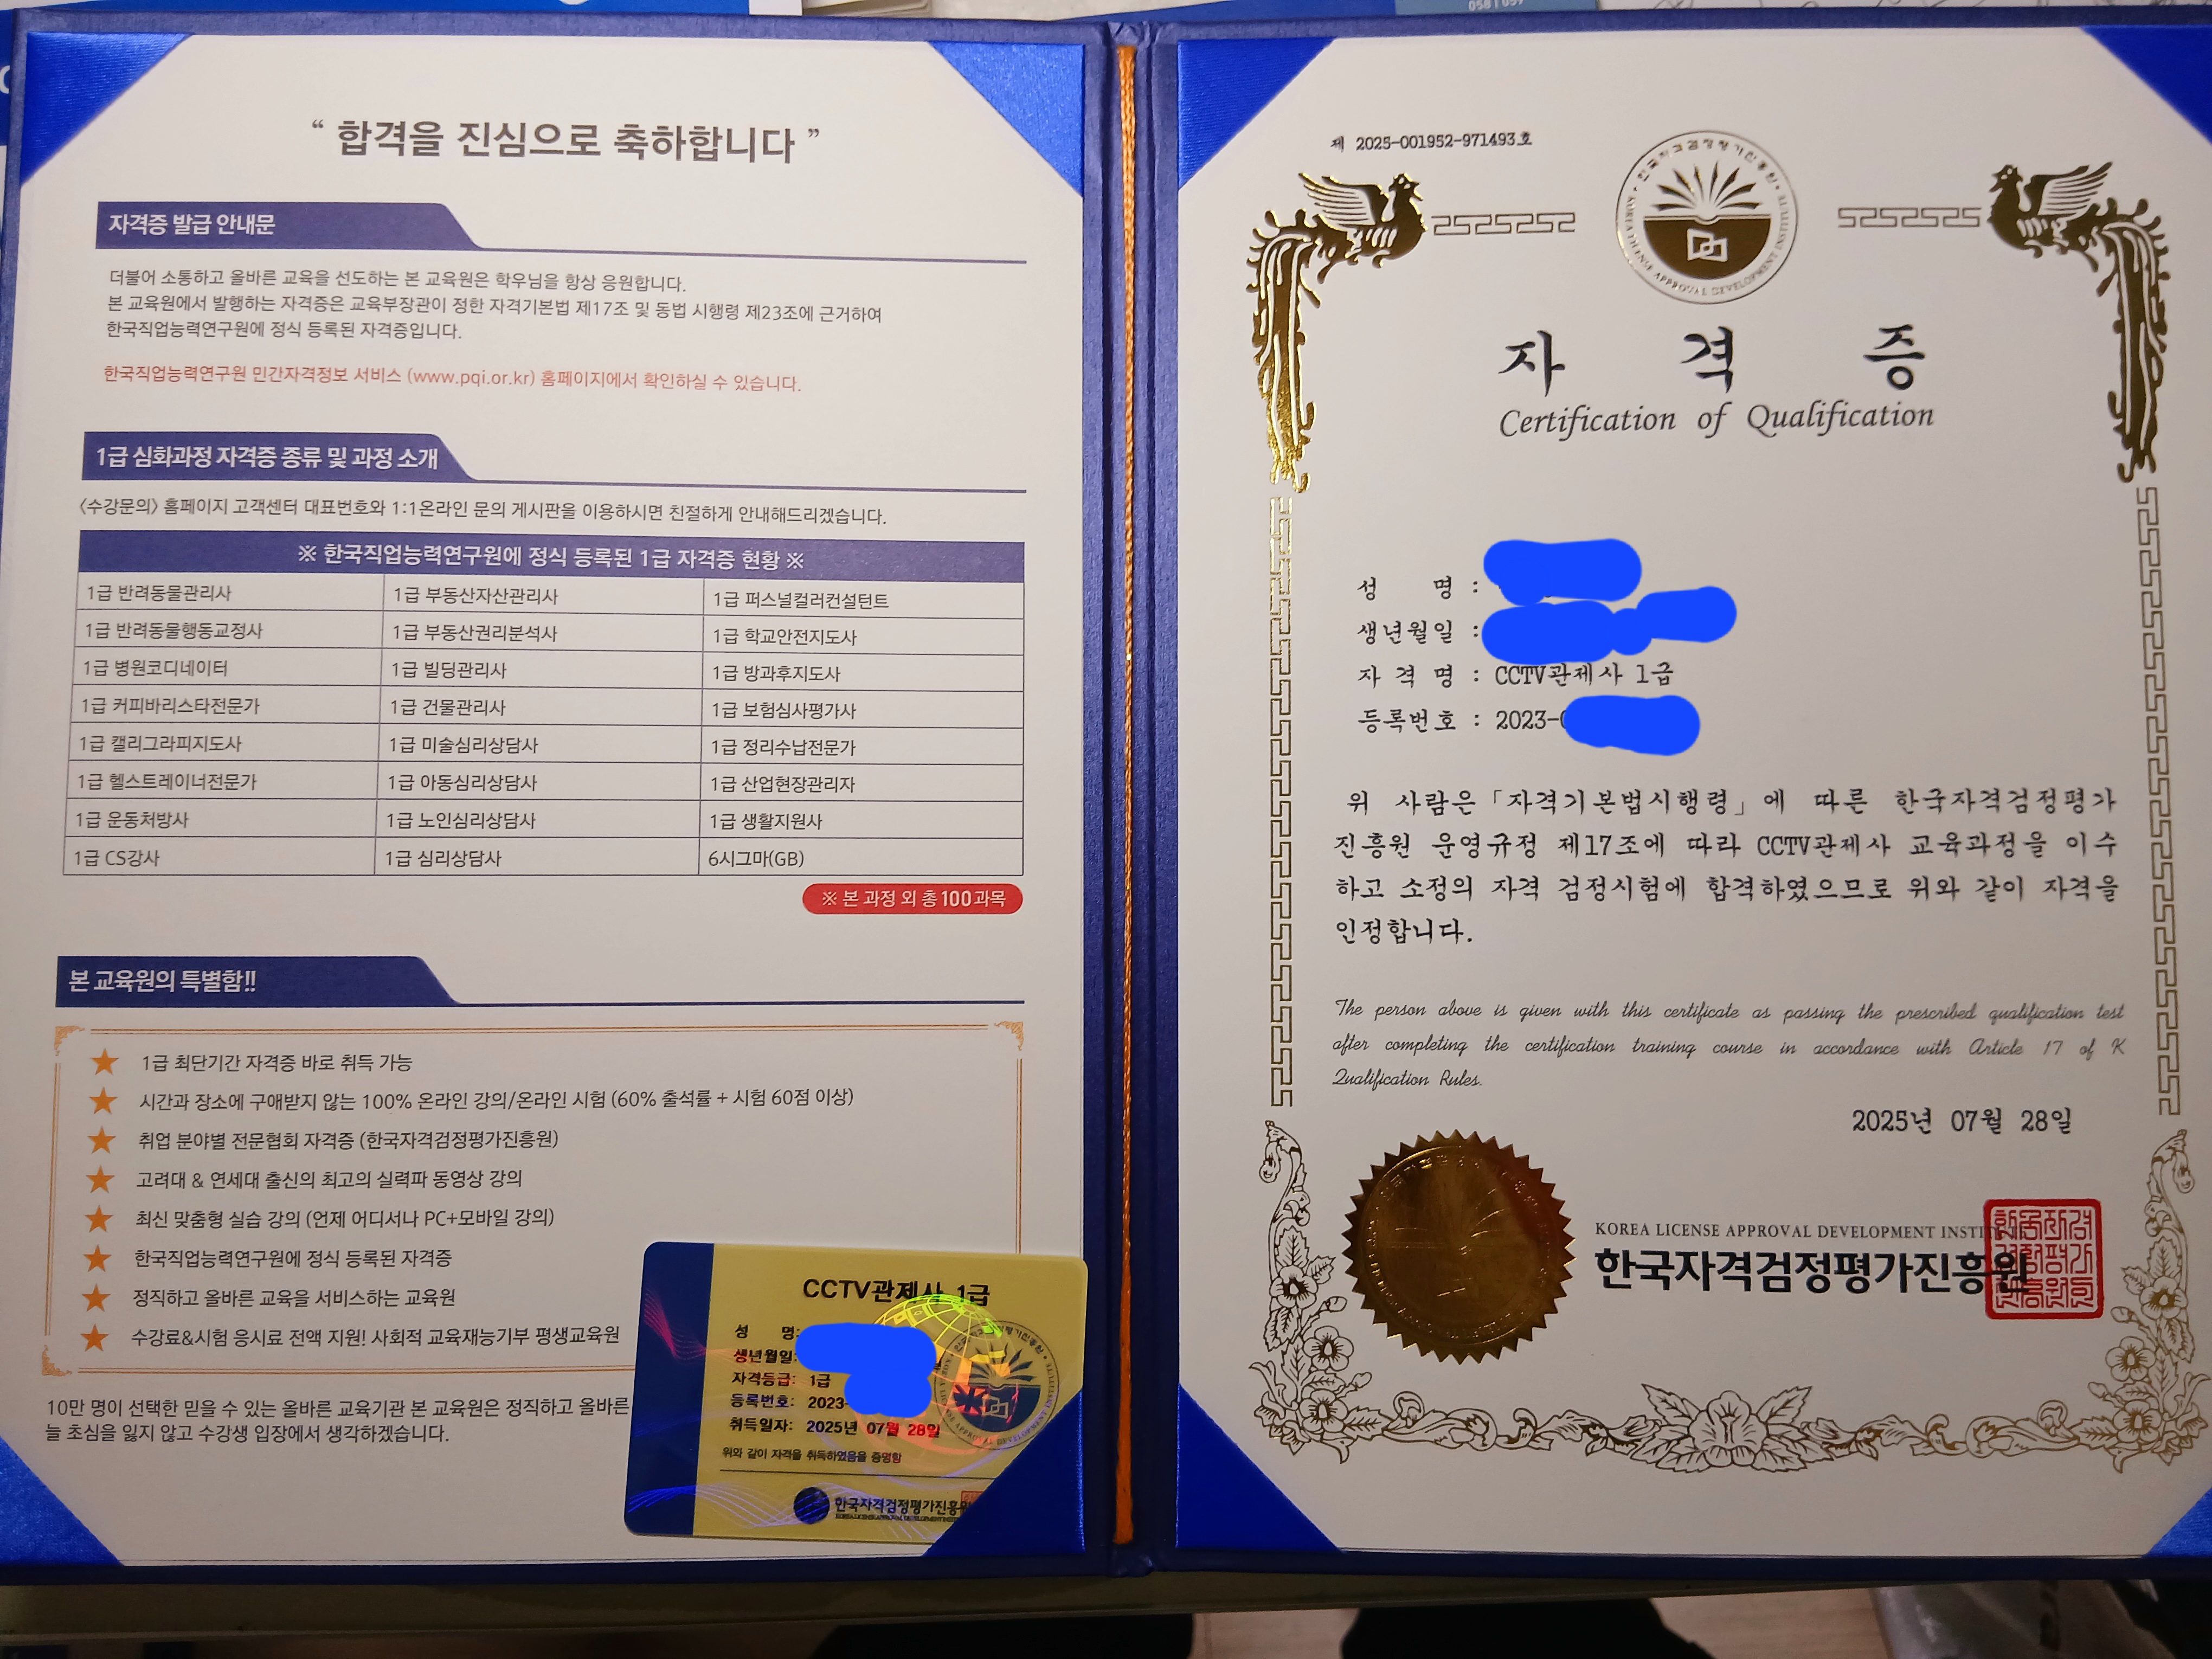 “ 합격을 진심으로 축하합니다 ”
자격증 발급 안내문
더불어 소통하고 올바른 교육을 선도하는 본 교육원은 학우님을 항상 응원합니다.
본 교육원에서 발행하는 자격증은 교육부장관이 정한 자격기본법 제17조 및 동법 시행령 제23조에 근거하여
한국직업능력연구원에 정식 등록된 자격증입니다.
한국직업능력연구원 민간자격정보 서비스 (www.pqi.or.kr) 홈페이지에서 확인하실 수 있습니다.
1급 심화과정 자격증 종류 및 과정 소개
<수강문의> 홈페이지 고객센터 대표번호와 1:1온라인 문의 게시판을 이용하시면 친절하게 안내해드리겠습니다.
※ 한국직업능력연구원에 정식 등록된 1급 자격증 현황 ※
1급 반려동물관리사 1급 부동산자산관리사 1급 퍼스널컬러컨설턴트
1급 반려동물행동교정사 1급 부동산권리분석사 1급 학교안전지도사
1급 병원코디네이터 1급 빌딩관리사 1급 방과후지도사
1급 커피바리스타전문가 1급 건물관리사 1급 보험심사평가사
1급 캘리그라피지도사 1급 미술심리상담사 1급 정리수납전문가
1급 헬스트레이너전문가 1급 아동심리상담사 1급 산업현장관리자
1급 운동처방사 1급 노인심리상담사 1급 생활지원사
1급 CS강사 1급 심리상담사 6시그마(GB)
※ 본 과정 외 총 100과목
본 교육원의 특별함!!
★ 1급 최단기간 자격증 바로 취득 가능
★ 시간과 장소에 구애받지 않는 100% 온라인 강의/온라인 시험 (60% 출석률 + 시험 60점 이상)
★ 취업 분야별 전문협회 자격증 (한국자격검정평가진흥원)
★ 고려대 & 연세대 출신의 최고의 실력파 동영상 강의
★ 최신 맞춤형 실습 강의 (언제 어디서나 PC+모바일 강의)
★ 한국직업능력연구원에 정식 등록된 자격증
★ 정직하고 올바른 교육을 서비스하는 교육원
★ 수강료&시험 응시료 전액 지원! 사회적 교육재능기부 평생교육원
10만 명이 선택한 믿을 수 있는 올바른 교육기관 본 교육원은 정직하고 올바른
늘 초심을 잃지 않고 수강생 입장에서 생각하겠습니다.
CCTV관제사 1급
성 명:
생년월일:
자격등급: 1급
등록번호: 2023-
취득일자: 2025년 07월 28일
위와 같이 자격을 취득하였음을 증명함
한국자격검정평가진흥원
제 2025-001952-971493호
한국자격검정평가진흥원
KOREA LICENSE APPROVAL DEVELOPMENT INSTITUTE
자 격 증
Certification of Qualification
성 명 :
생년월일 :
자 격 명 : CCTV관제사 1급
등록번호 : 2023-
위 사람은「자격기본법시행령」에 따른 한국자격검정평가
진흥원 운영규정 제17조에 따라 CCTV관제사 교육과정을 이수
하고 소정의 자격 검정시험에 합격하였으므로 위와 같이 자격을
인정합니다.
The person above is given with this certificate as passing the prescribed qualification test
after completing the certification training course in accordance with Article 17 of K
Qualification Rules.
2025년 07월 28일
KOREA LICENSE APPROVAL DEVELOPMENT INSTITUTE
한국자격검정평가진흥원